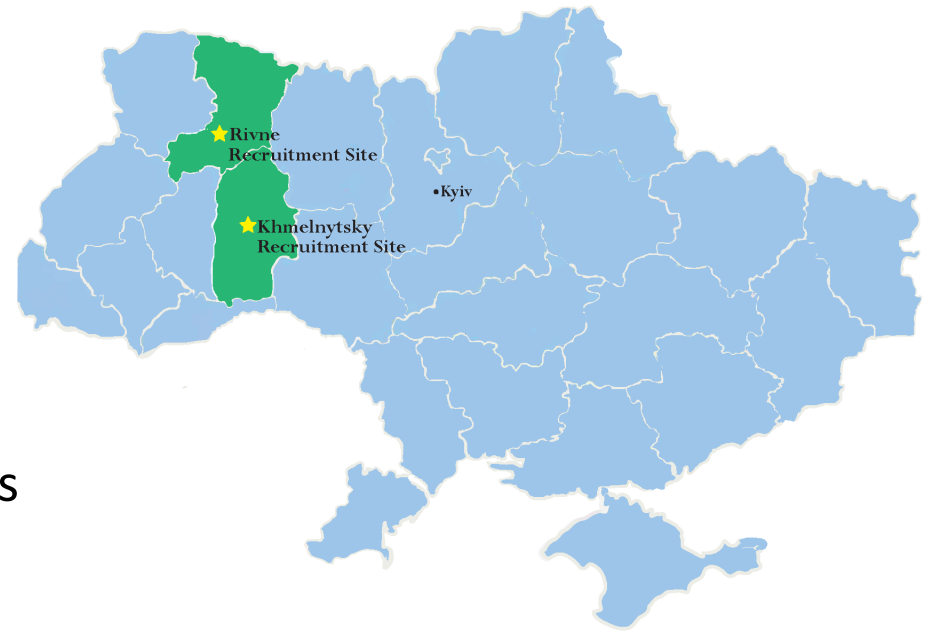 Rivne
Recruitment Site
Kyiv
Khmelnytsky
Recruitment Site
s